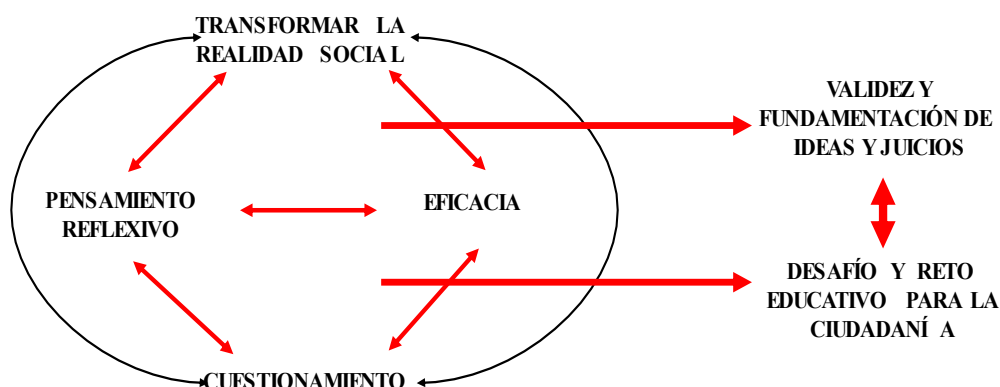 TRANSFORMAR LA
REALIDAD SOCIAL
VALIDEZ Y
FUNDAMENTACIÓN DE
IDEAS Y JUICIOS
PENSAMIENTO
REFLEXIVO
EFICACIA
DESAFÍO Y RETO
EDUCATIVO PARA LA
CIUDADANÍA
CUESTIONAMIENTO